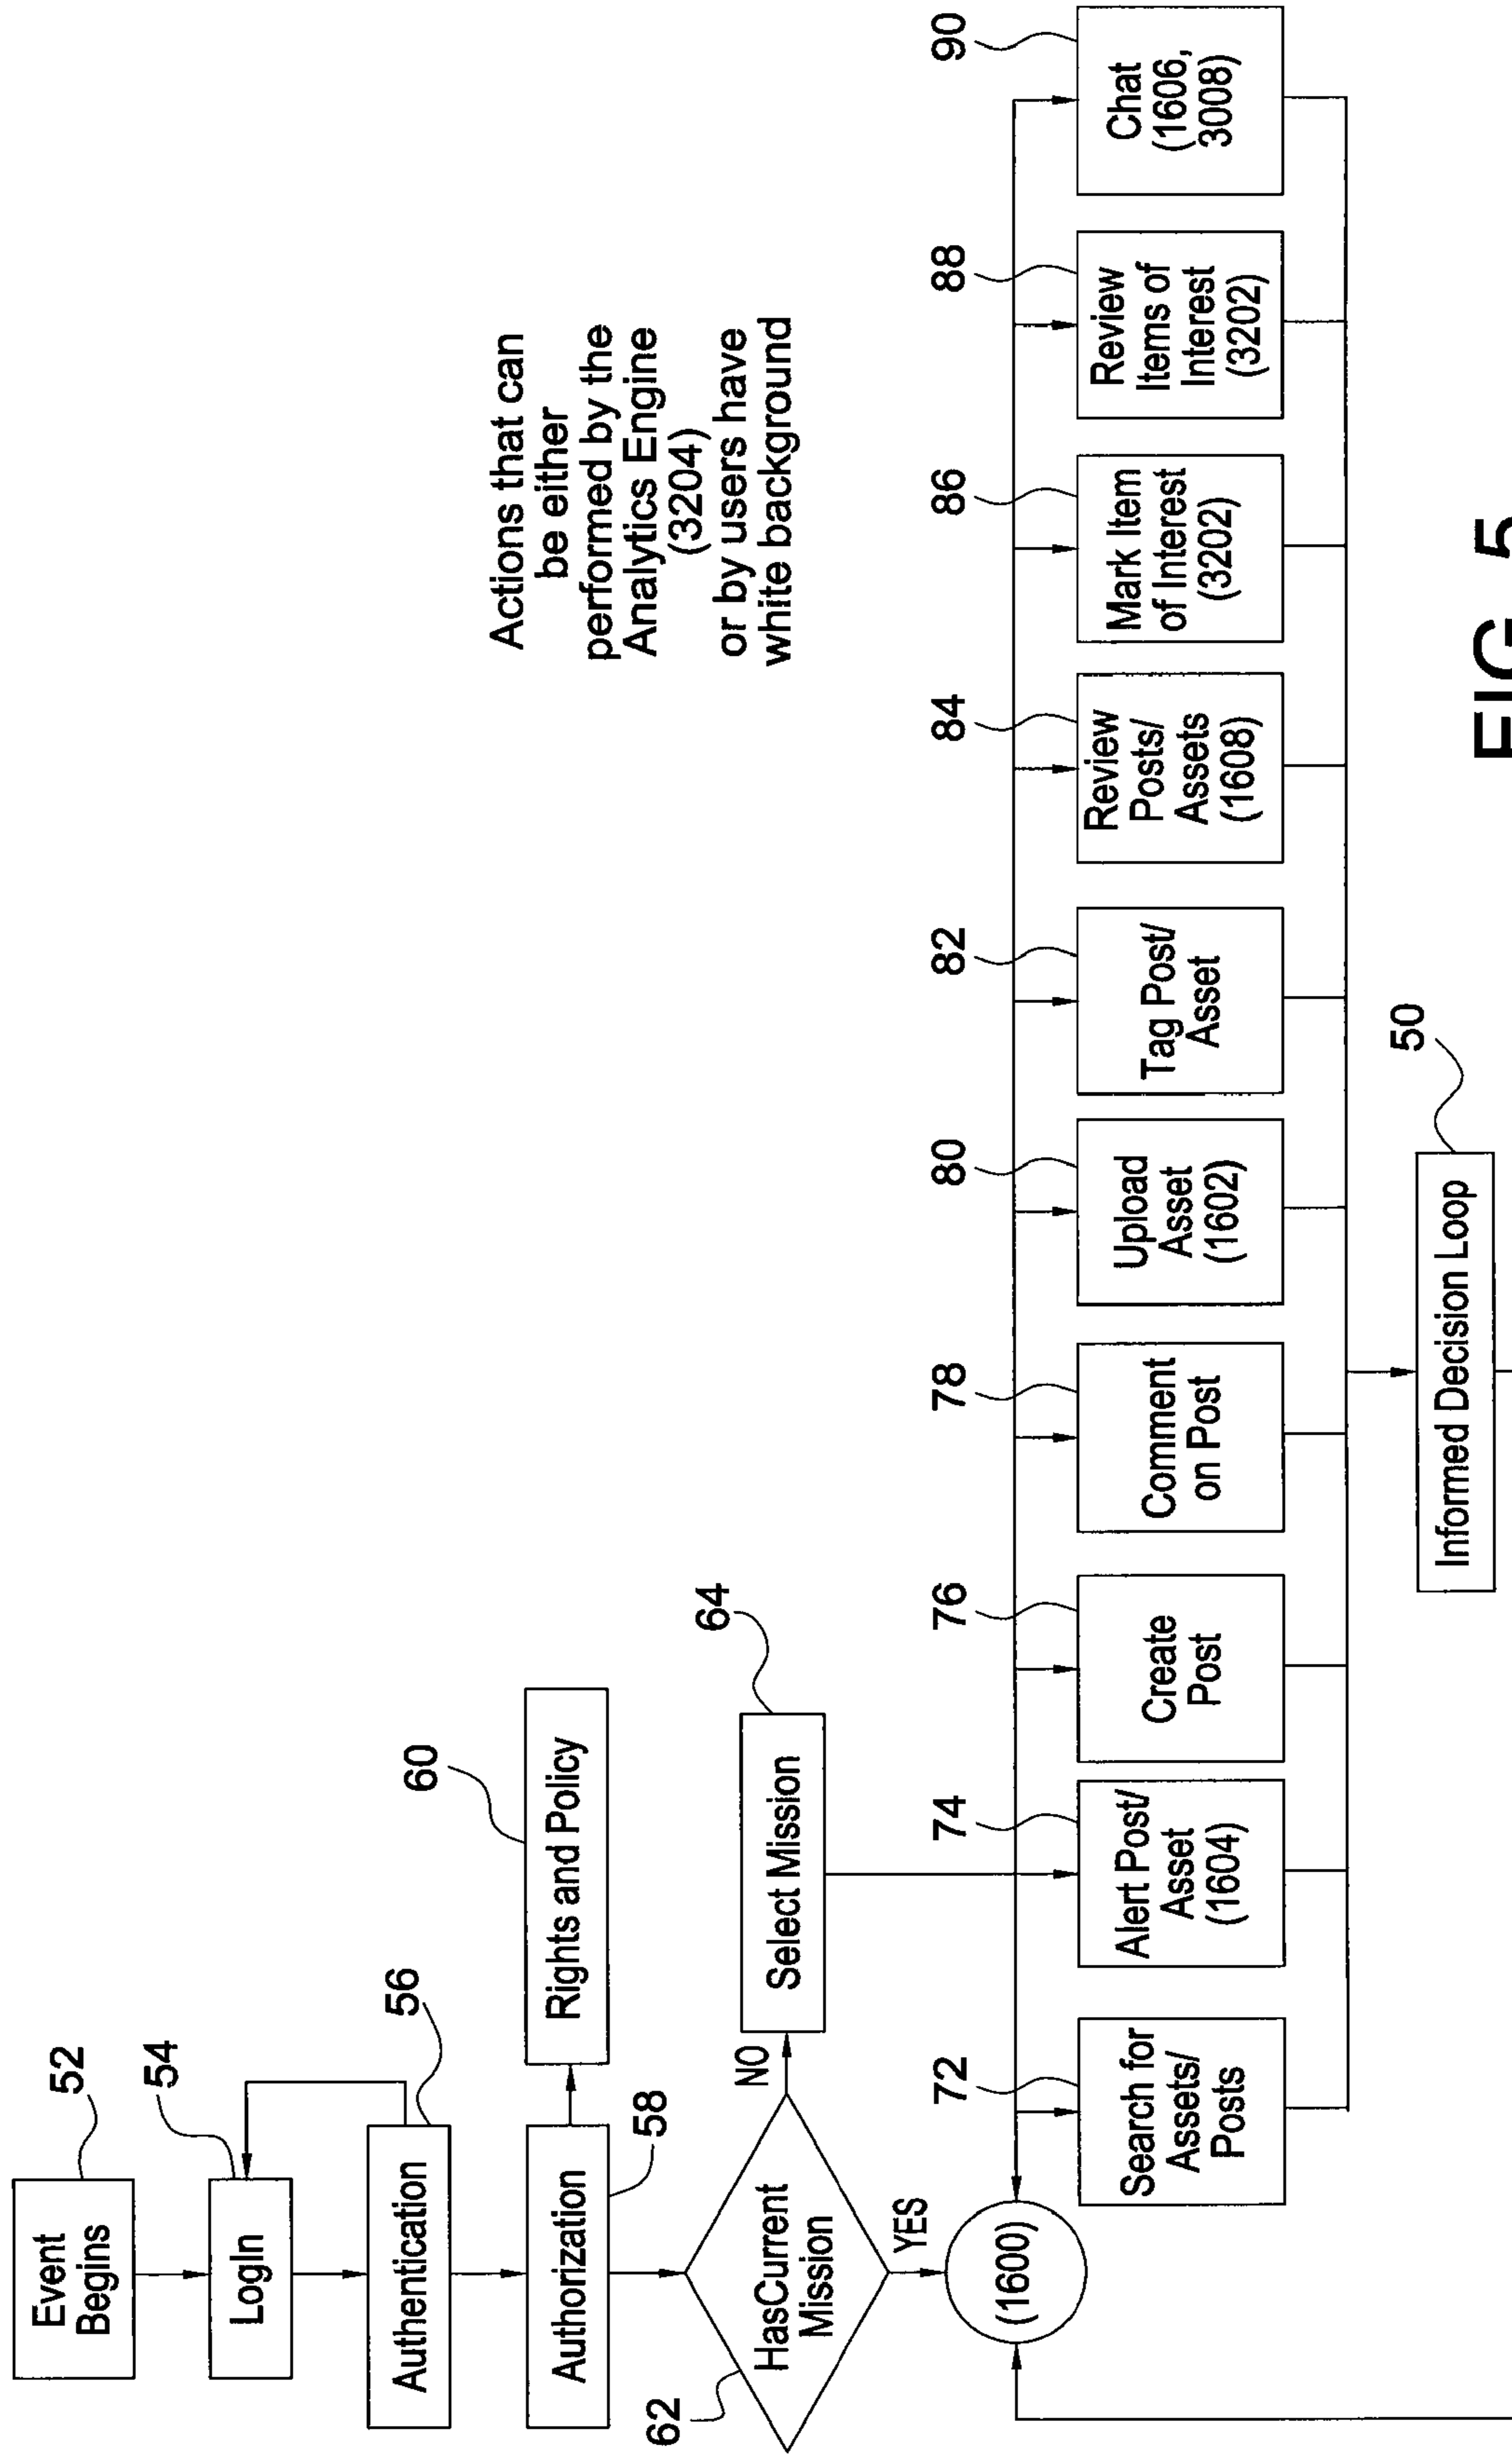 Event
Begins
52
LogIn
54
Authentication
56
Authorization
58
Rights and Policy
60
HasCurrent
Mission
62
NO
YES
Select Mission
64
(1600)
Actions that can
be either
performed by the
Analytics Engine
(3204)
or by users have
white background
72
Search for
Assets/
Posts
74
Alert Post/
Asset
(1604)
76
Create
Post
78
Comment
on Post
80
Upload
Asset
(1602)
82
Tag Post/
Asset
84
Review
Posts/
Assets
(1608)
86
Mark Item
of Interest
(3202)
88
Review
Items of
Interest
(3202)
90
Chat
(1606,
3008)
Informed Decision Loop
50
FIG. 5